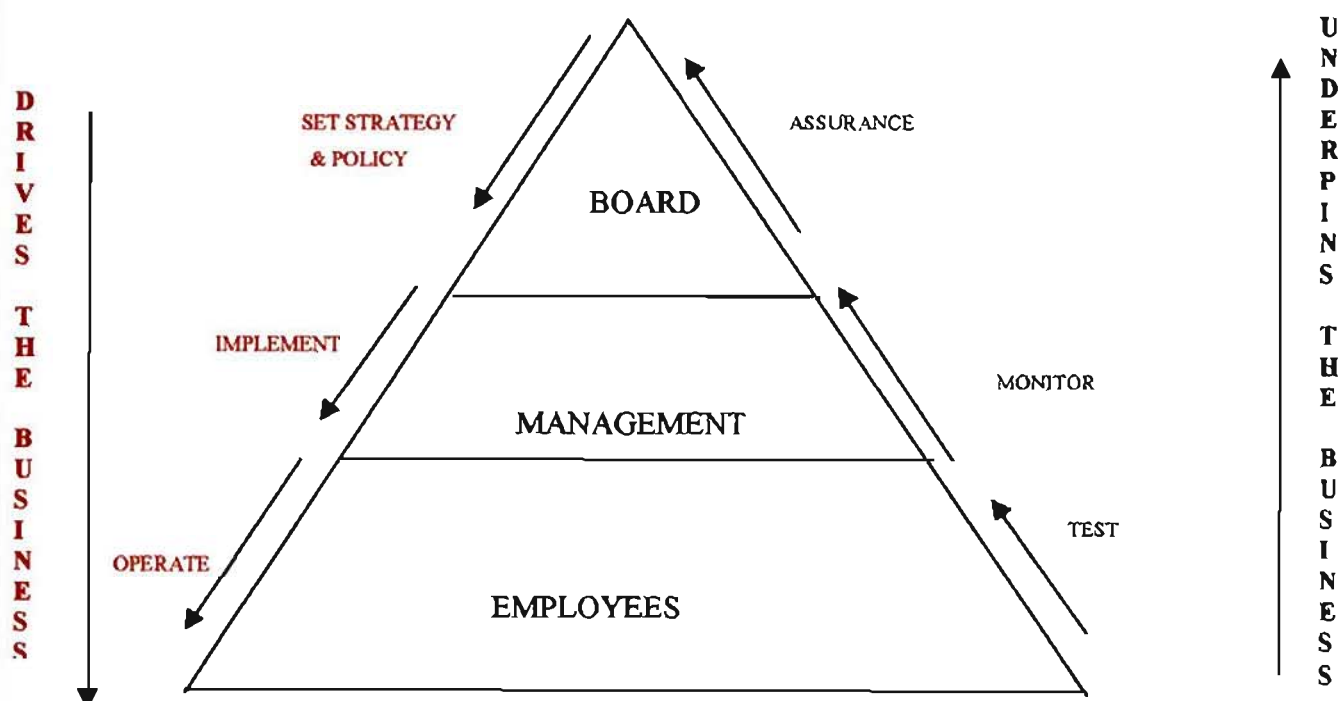 DRIVES THE BUSINESS
SET STRATEGY
& POLICY
IMPLEMENT
OPERATE
BOARD
MANAGEMENT
EMPLOYEES
ASSURANCE
MONITOR
TEST
UNDERPINS THE BUSINESS